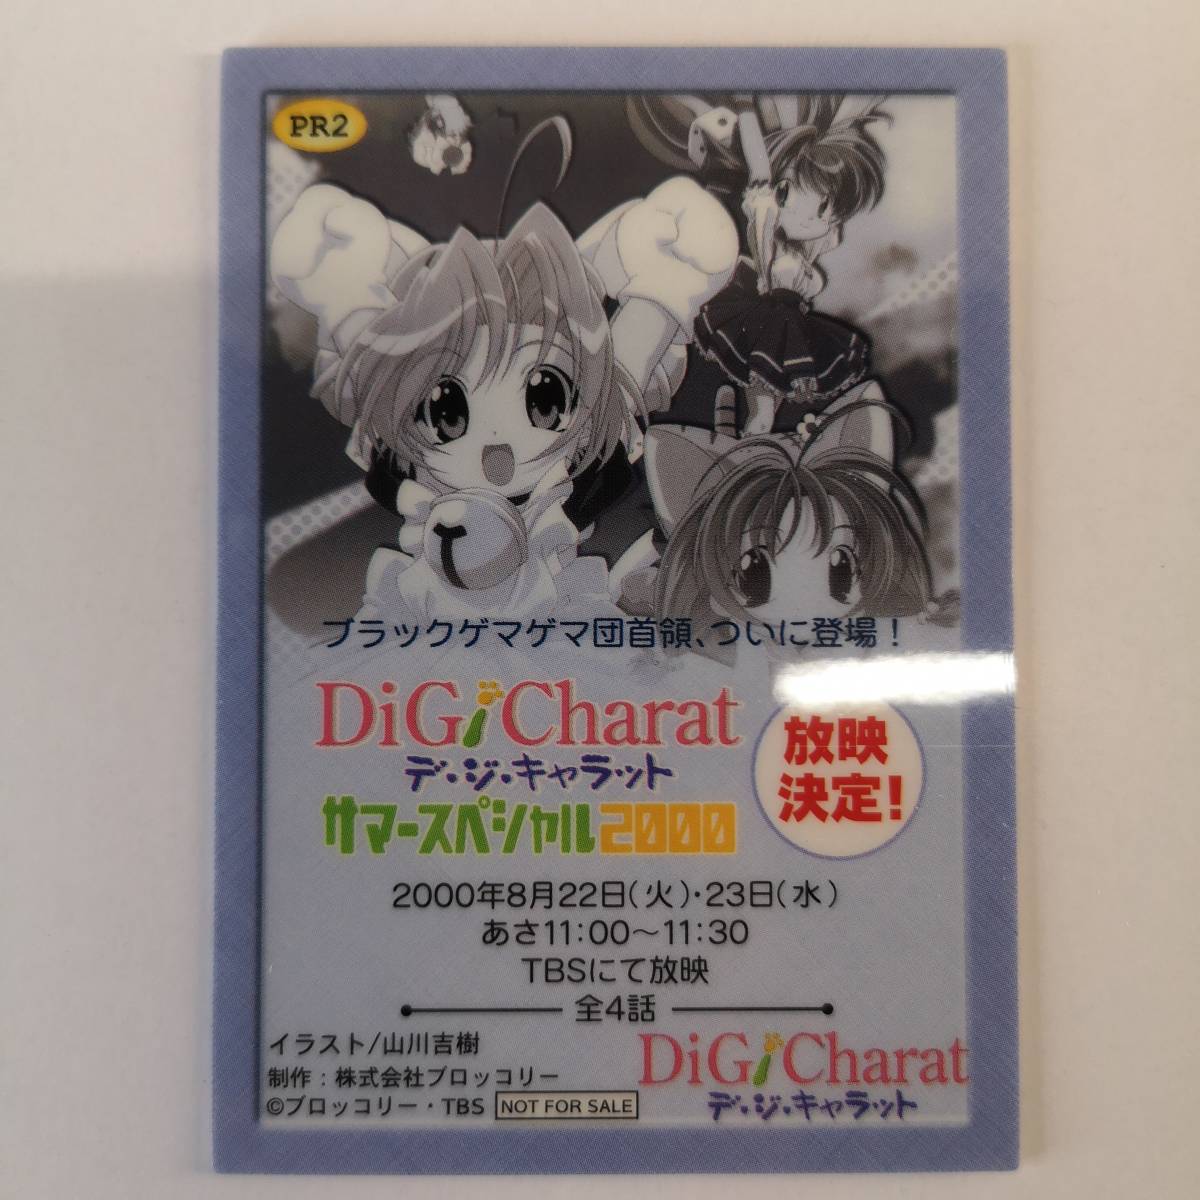 PR2
ブラックゲマゲマ団首領、ついに登場！
DiGi Charat
デ・ジ・キャラット
サマースペシャル2000
放映
決定!
2000年8月22日(火)・23日(水)
あさ11:00～11:30
TBSにて放映
全4話
イラスト/山川吉樹
制作：株式会社ブロッコリー
©ブロッコリー・TBS
NOT FOR SALE
DiGi Charat
デ・ジ・キャラット